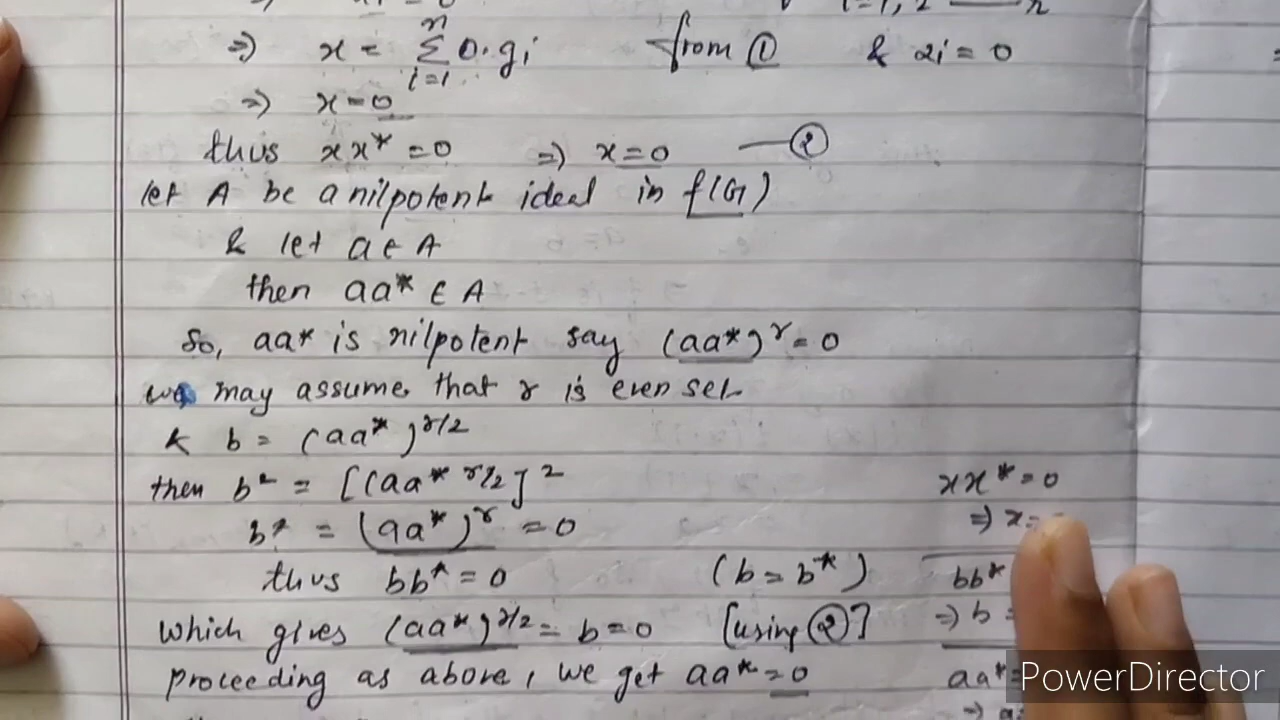 ⇒ x = Σ 0·gi from ① & αi = 0
n
i=1
⇒ x = 0
thus xx* = 0 ⇒ x = 0 —②
let A be a nilpotent ideal in f(G)
& let a ∈ A
then aa* ∈ A
So, aa* is nilpotent say (aa*)^r = 0
we may assume that r is even set
& b = (aa*)^r/2
then b² = [(aa* r/2]²
b² = (aa*)^r = 0
thus bb* = 0 (b = b*)
which gives (aa*)^r/2 = b = 0 [using ②]
proceeding as above, we get aa* = 0
xx* = 0
⇒ x =
bb*
⇒ b =
aa* =
⇒ a
PowerDirector